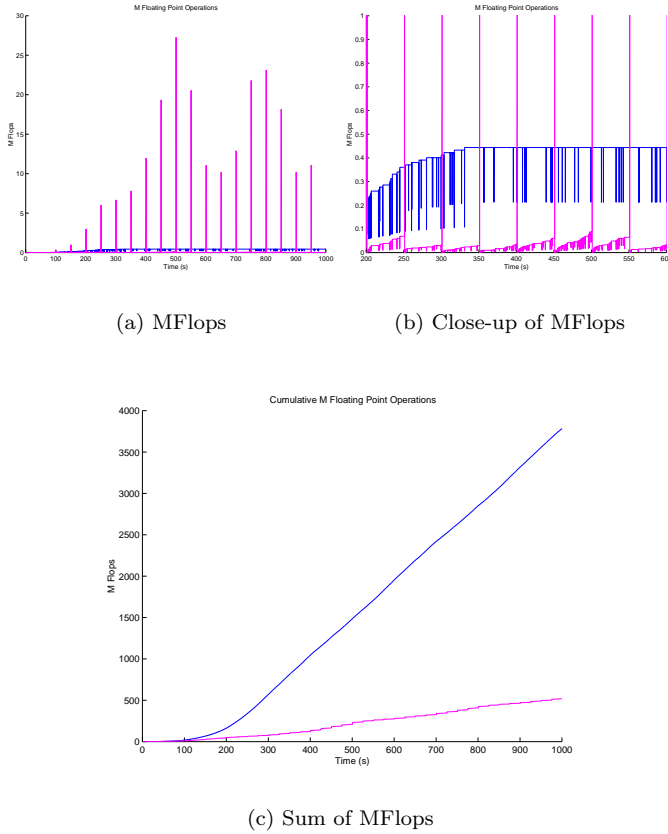 M Floating Point Operations
30
25
20
15
10
5
0
M Flops
0 100 200 300 400 500 600 700 800 900 1000
Time (s)
(a) MFlops
M Floating Point Operations
1
0.9
0.8
0.7
0.6
0.5
0.4
0.3
0.2
0.1
0
M Flops
200 250 300 350 400 450 500 550 600
Time (s)
(b) Close-up of MFlops
Cumulative M Floating Point Operations
4000
3500
3000
2500
2000
1500
1000
500
0
M Flops
0 100 200 300 400 500 600 700 800 900 1000
Time (s)
(c) Sum of MFlops